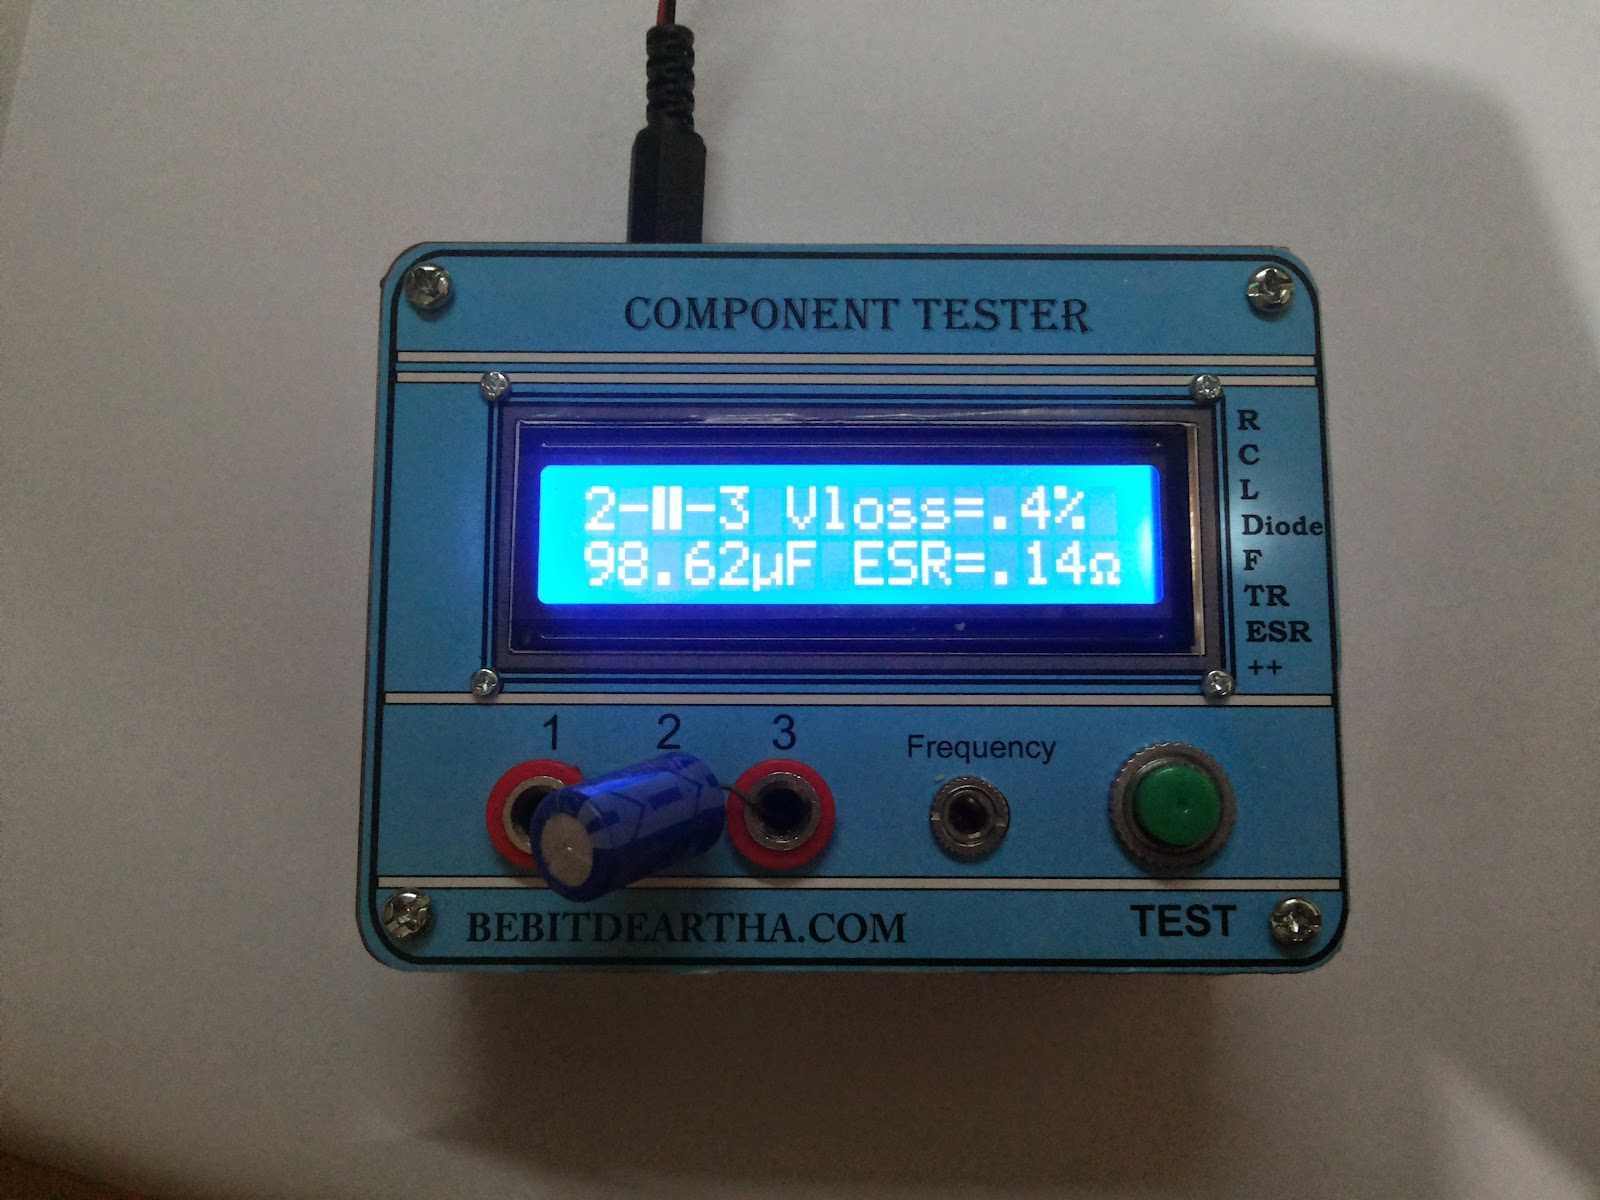 COMPONENT TESTER
2-||-3 Vloss=.4%
98.62µF ESR=.14Ω
R
C
L
Diode
F
TR
ESR
++
1 2 3
Frequency
BEBITDEARTHA.COM
TEST